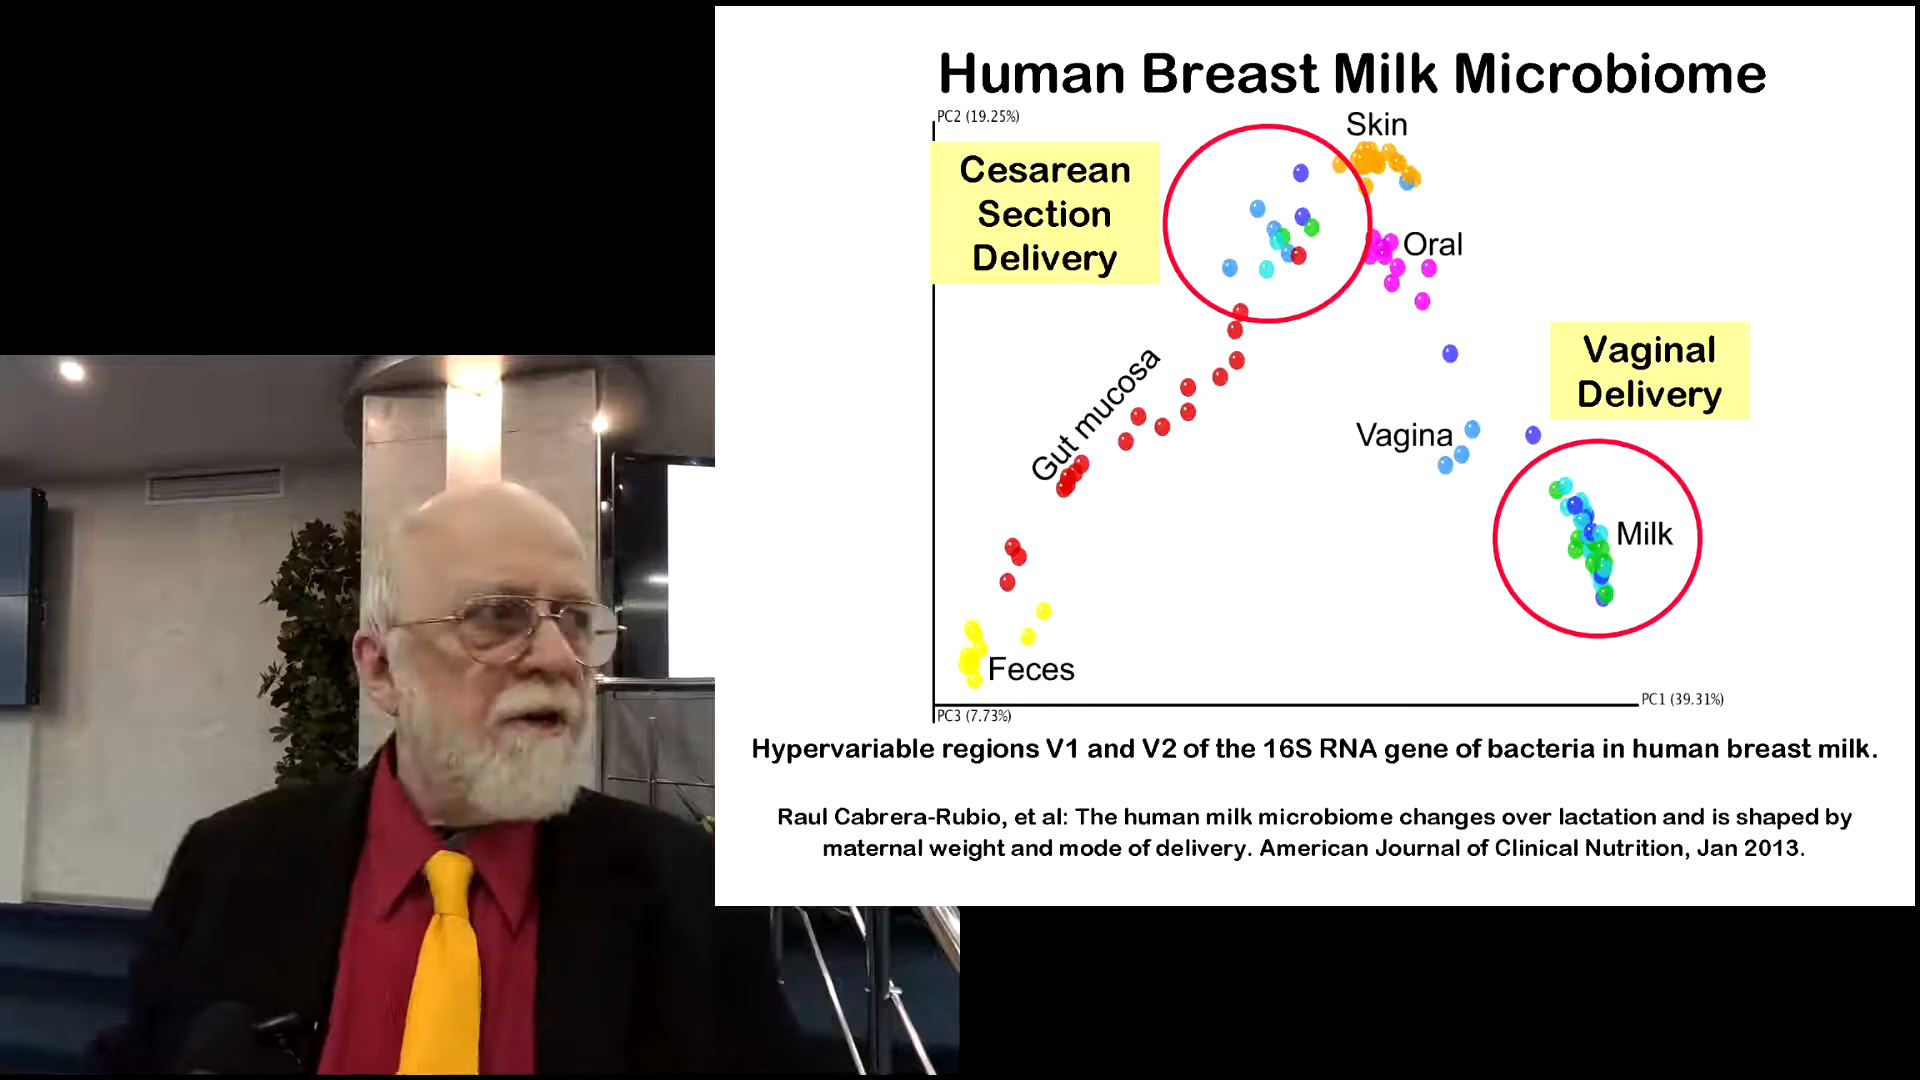 Human Breast Milk Microbiome
PC2 (19.25%)
Skin
Cesarean
Section
Delivery
Oral
Vaginal
Delivery
Gut mucosa
Vagina
Milk
Feces
PC1 (39.31%)
PC3 (7.73%)
Hypervariable regions V1 and V2 of the 16S RNA gene of bacteria in human breast milk.
Raul Cabrera-Rubio, et al: The human milk microbiome changes over lactation and is shaped by
maternal weight and mode of delivery. American Journal of Clinical Nutrition, Jan 2013.